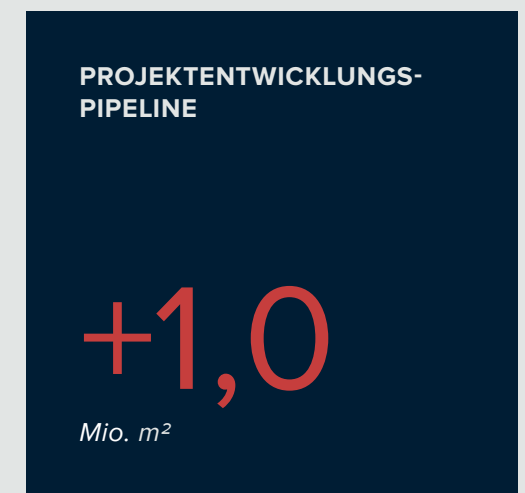 PROJEKTENTWICKLUNGS-
PIPELINE
+1,0
Mio. m²